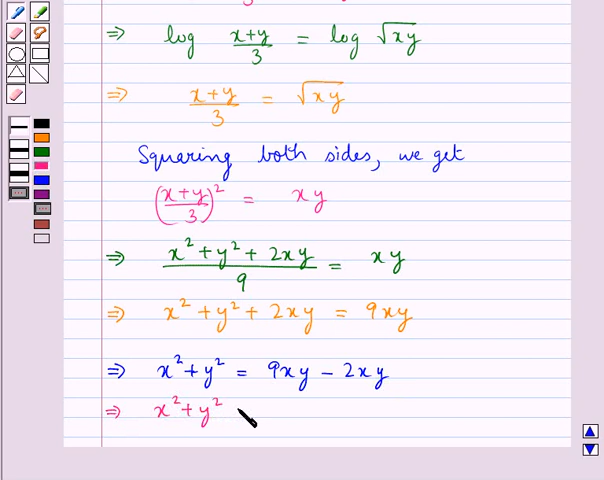 ⇒ log (x+y)/3 = log √xy
⇒ (x+y)/3 = √xy
Squaring both sides, we get
((x+y)/3)² = xy
⇒ (x² + y² + 2xy)/9 = xy
⇒ x² + y² + 2xy = 9xy
⇒ x² + y² = 9xy − 2xy
⇒ x² + y²